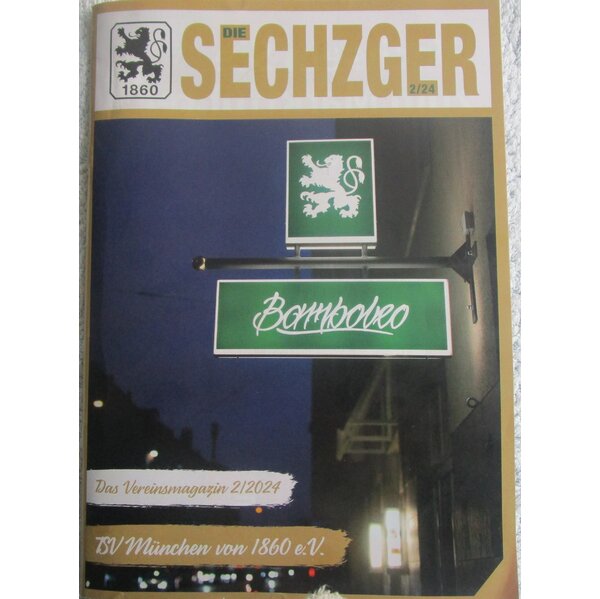 1860
DIE
SECHZGER
2/24
Bamboleo
Das Vereinsmagazin 2/2024
TSV München von 1860 e.V.